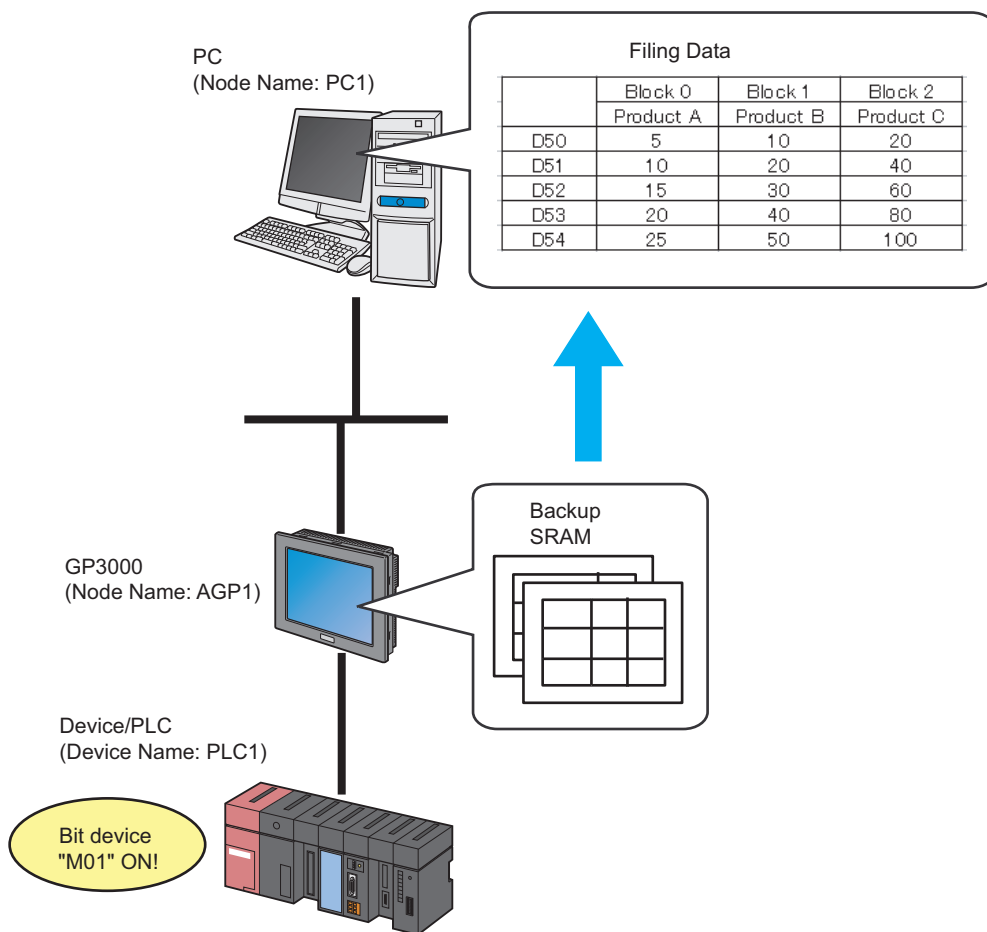 PC
(Node Name: PC1)
Filing Data
Block 0 Block 1 Block 2
Product A Product B Product C
D50 5 10 20
D51 10 20 40
D52 15 30 60
D53 20 40 80
D54 25 50 100
Backup
SRAM
GP3000
(Node Name: AGP1)
Device/PLC
(Device Name: PLC1)
Bit device
"M01" ON!